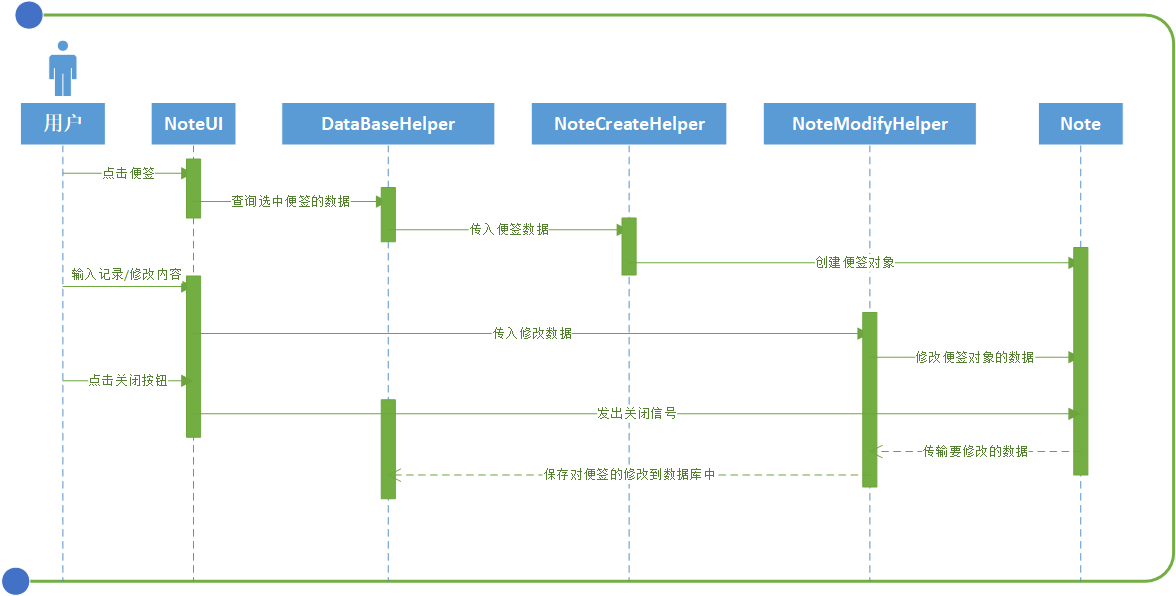 用户
NoteUI
DataBaseHelper
NoteCreateHelper
NoteModifyHelper
Note
点击便签
查询选中便签的数据
传入便签数据
创建便签对象
输入记录/修改内容
传入修改数据
修改便签对象的数据
点击关闭按钮
发出关闭信号
传输要修改的数据
保存对便签的修改到数据库中